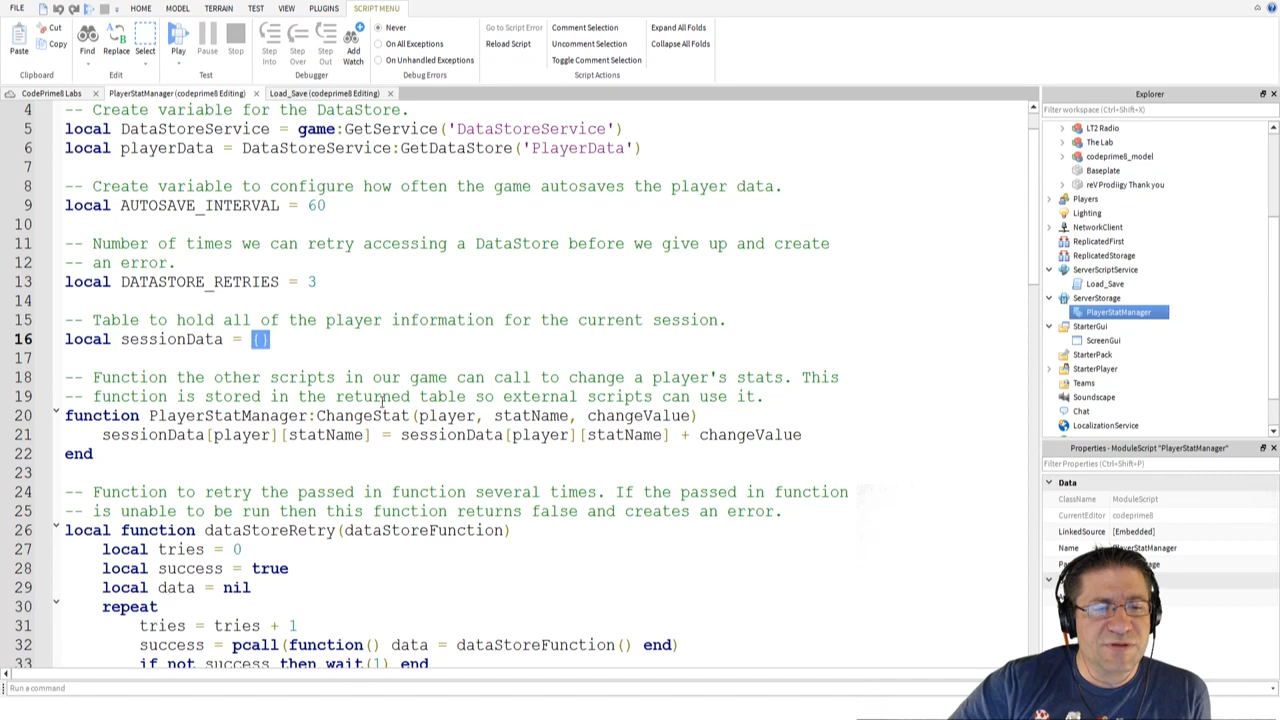 FILE HOME MODEL TERRAIN TEST VIEW PLUGINS SCRIPT MENU
Paste Cut Copy Clipboard
Find Replace Select Edit
Play Pause Stop Test
Step Into Step Over Step Out Add Watch Debugger
Never
On All Exceptions
On Unhandled Exceptions
Debug Errors
Go to Script Error
Reload Script
Comment Selection
Uncomment Selection
Toggle Comment Selection
Script Actions
Expand All Folds
Collapse All Folds
CodePrime8 Labs × PlayerStatManager (codeprime8 Editing) × Load_Save (codeprime8 Editing) ×
4 -- Create variable for the DataStore.
5 local DataStoreService = game:GetService('DataStoreService')
6 local playerData = DataStoreService:GetDataStore('PlayerData')
7
8 -- Create variable to configure how often the game autosaves the player data.
9 local AUTOSAVE_INTERVAL = 60
10
11 -- Number of times we can retry accessing a DataStore before we give up and create
12 -- an error.
13 local DATASTORE_RETRIES = 3
14
15 -- Table to hold all of the player information for the current session.
16 local sessionData = {}
17
18 -- Function the other scripts in our game can call to change a player's stats. This
19 -- function is stored in the returned table so external scripts can use it.
20 function PlayerStatManager:ChangeStat(player, statName, changeValue)
21 sessionData[player][statName] = sessionData[player][statName] + changeValue
22 end
23
24 -- Function to retry the passed in function several times. If the passed in function
25 -- is unable to be run then this function returns false and creates an error.
26 local function dataStoreRetry(dataStoreFunction)
27 local tries = 0
28 local success = true
29 local data = nil
30 repeat
31 tries = tries + 1
32 success = pcall(function() data = dataStoreFunction() end)
33 if not success then wait(1) end
Run a command
Explorer
Filter workspace (Ctrl+Shift+X)
LT2 Radio
The Lab
codeprime8_model
Baseplate
reVProdiigy Thank you
Players
Lighting
NetworkClient
ReplicatedFirst
ReplicatedStorage
ServerScriptService
Load_Save
ServerStorage
PlayerStatManager
StarterGui
ScreenGui
StarterPack
StarterPlayer
Teams
Soundscape
Chat
LocalizationService
Properties - ModuleScript "PlayerStatManager"
Filter Properties (Ctrl+Shift+P)
Data
ClassName ModuleScript
CurrentEditor codeprime8
LinkedSource [Embedded]
Name PlayerStatManager